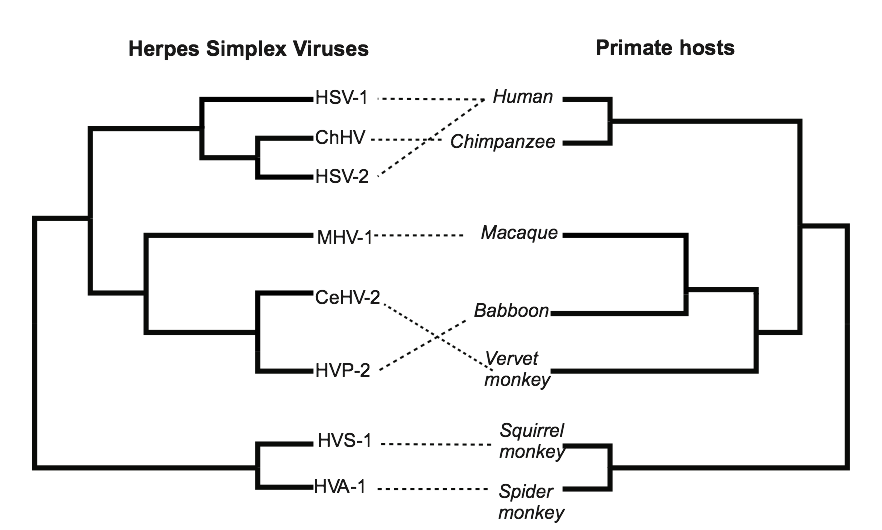 Herpes Simplex Viruses
Primate hosts
HSV-1
Human
ChHV
Chimpanzee
HSV-2
MHV-1
Macaque
CeHV-2
Babboon
HVP-2
Vervet
monkey
HVS-1
Squirrel
monkey
HVA-1
Spider
monkey